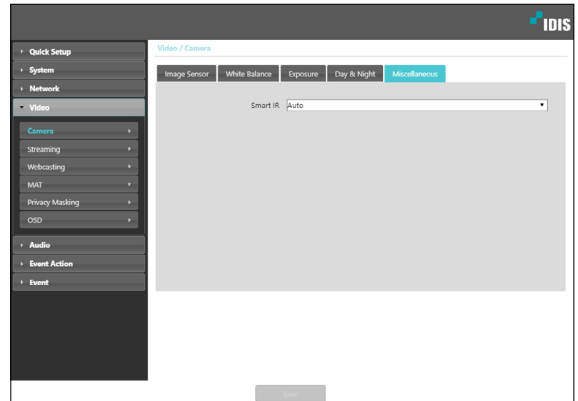 IDIS
Quick Setup
System
Network
Video
Camera
Streaming
Webcasting
MAT
Privacy Masking
OSD
Audio
Event Action
Event
Video / Camera
Image Sensor White Balance Exposure Day & Night Miscellaneous
Smart IR Auto
Save